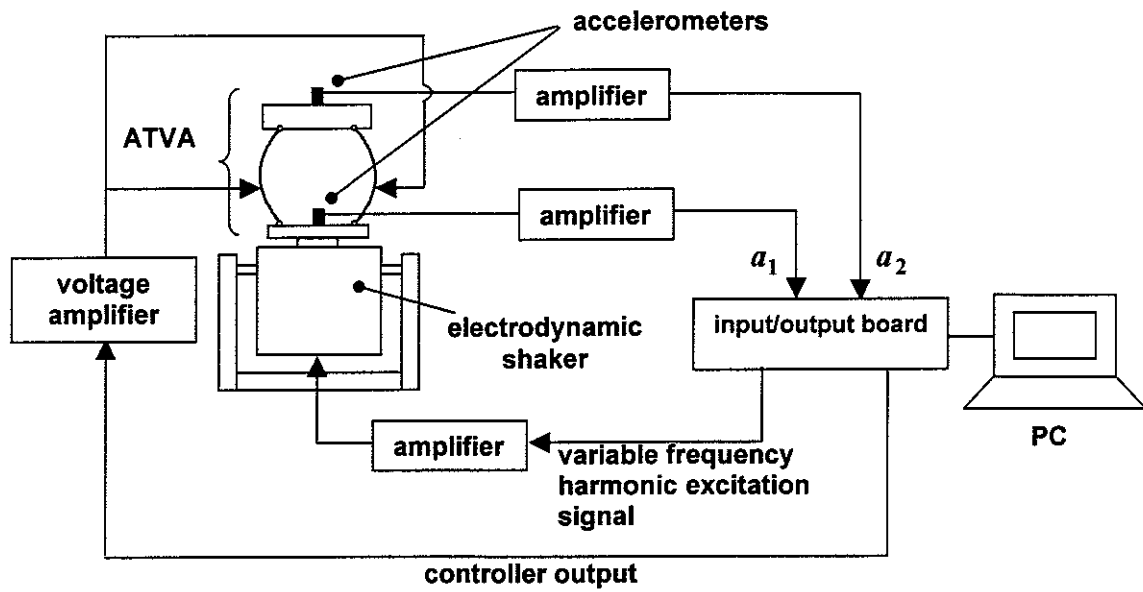 accelerometers
amplifier
ATVA
amplifier
a₁
a₂
voltage
amplifier
input/output board
electrodynamic
shaker
PC
amplifier
variable frequency
harmonic excitation
signal
controller output